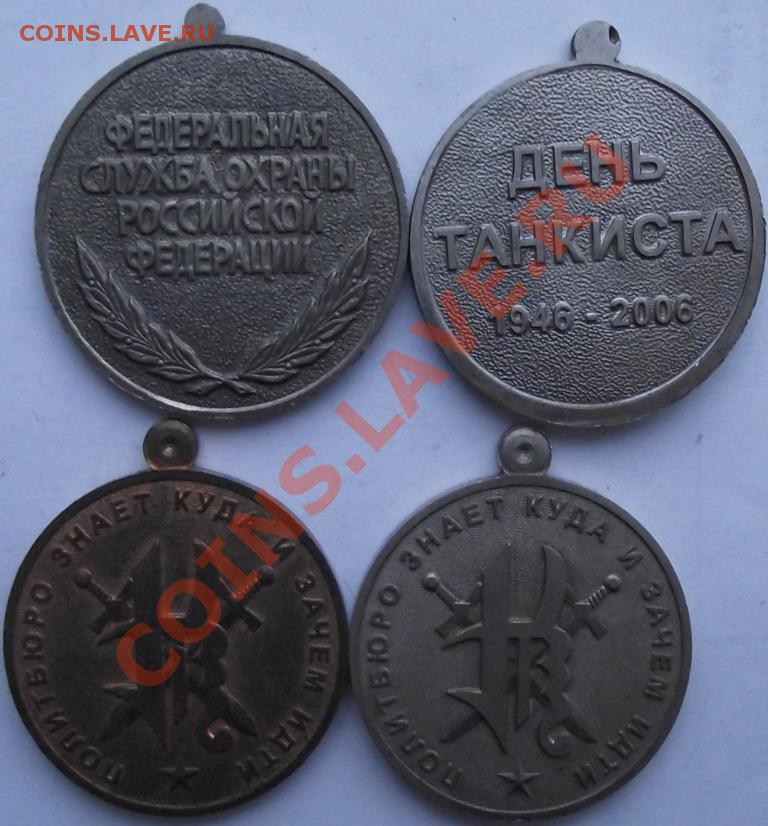 COINS.LAVE.RU
ФЕДЕРАЛЬНАЯ
СЛУЖБА ОХРАНЫ
РОССИЙСКОЙ
ФЕДЕРАЦИИ
ДЕНЬ
ТАНКИСТА
1946 - 2006
COINS.LAVE.RU
ПОЛИТБЮРО ЗНАЕТ КУДА И ЗАЧЕМ ИДТИ
ПОЛИТБЮРО ЗНАЕТ КУДА И ЗАЧЕМ ИДТИ